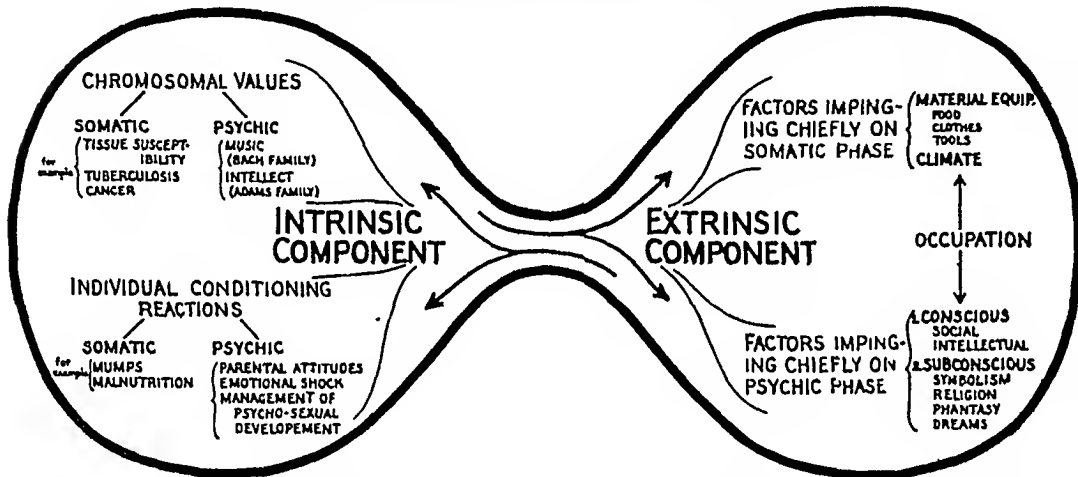 CHROMOSOMAL VALUES
SOMATIC
for example
TISSUE SUSCEPT-
IBILITY
TUBERCULOSIS
CANCER
PSYCHIC
MUSIC
(BACH FAMILY)
INTELLECT
(ADAMS FAMILY)
INTRINSIC
COMPONENT
INDIVIDUAL CONDITIONING
REACTIONS
SOMATIC
for example
MUMPS
MALNUTRITION
PSYCHIC
PARENTAL ATTITUDES
EMOTIONAL SHOCK
MANAGEMENT OF
PSYCHO-SEXUAL
DEVELOPEMENT
EXTRINSIC
COMPONENT
FACTORS IMPING-
ING CHIEFLY ON
SOMATIC PHASE
MATERIAL EQUIP.
FOOD
CLOTHES
TOOLS
CLIMATE
OCCUPATION
FACTORS IMPING-
ING CHIEFLY ON
PSYCHIC PHASE
1.CONSCIOUS
SOCIAL
INTELLECTUAL
2.SUBCONSCIOUS
SYMBOLISM
RELIGION
PHANTASY
DREAMS